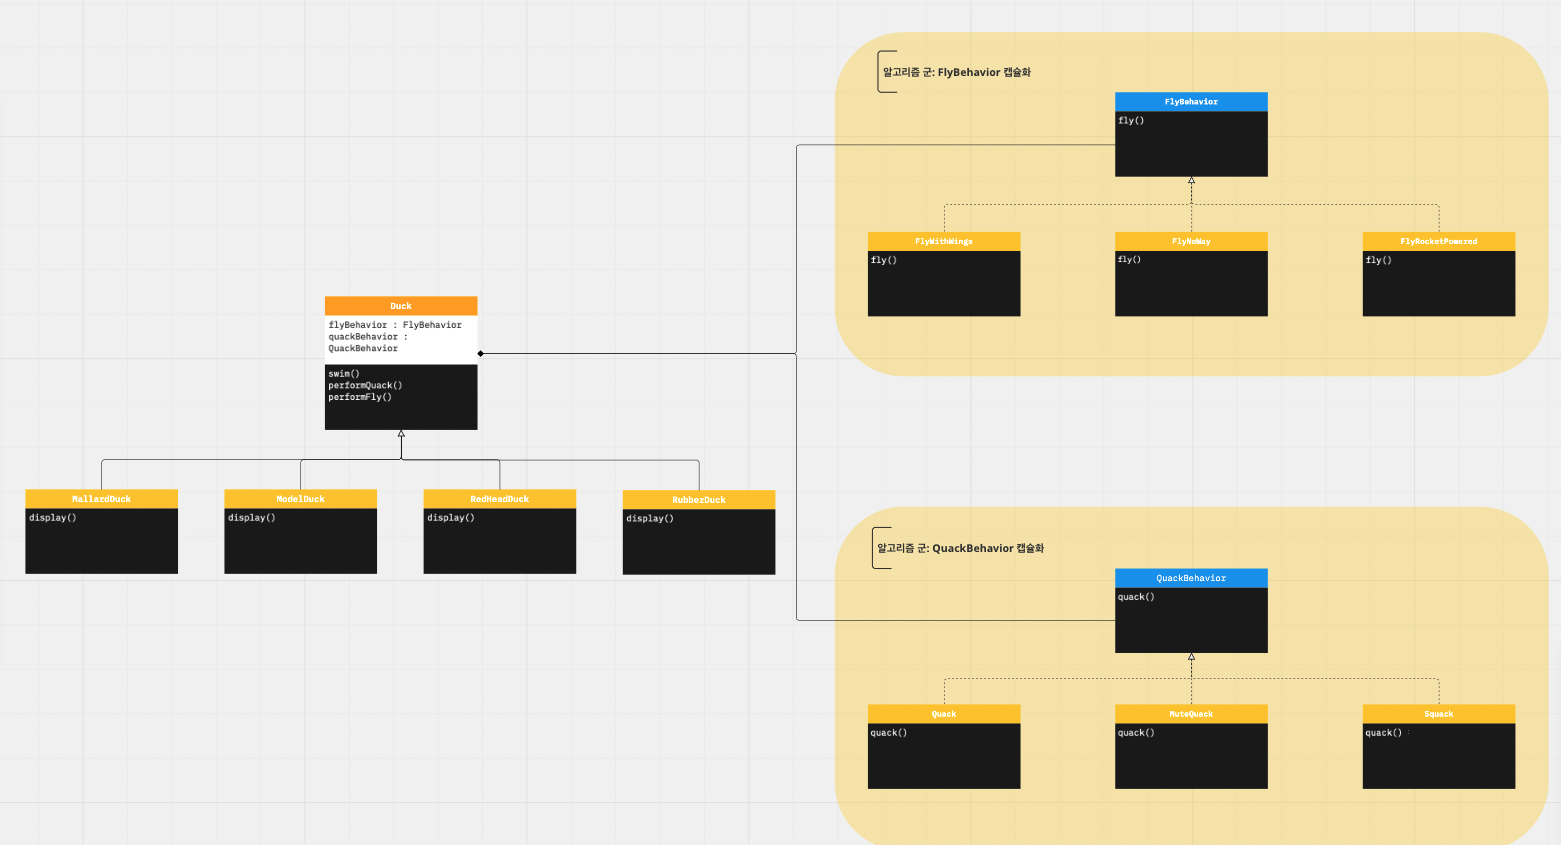 알고리즘 군: FlyBehavior 캡슐화
FlyBehavior
fly()
FlyWithWings
fly()
FlyNoWay
fly()
FlyRocketPowered
fly()
Duck
flyBehavior : FlyBehavior
quackBehavior :
QuackBehavior
swim()
performQuack()
performFly()
MallardDuck
display()
ModelDuck
display()
RedHeadDuck
display()
RubberDuck
display()
알고리즘 군: QuackBehavior 캡슐화
QuackBehavior
quack()
Quack
quack()
MuteQuack
quack()
Squack
quack() :